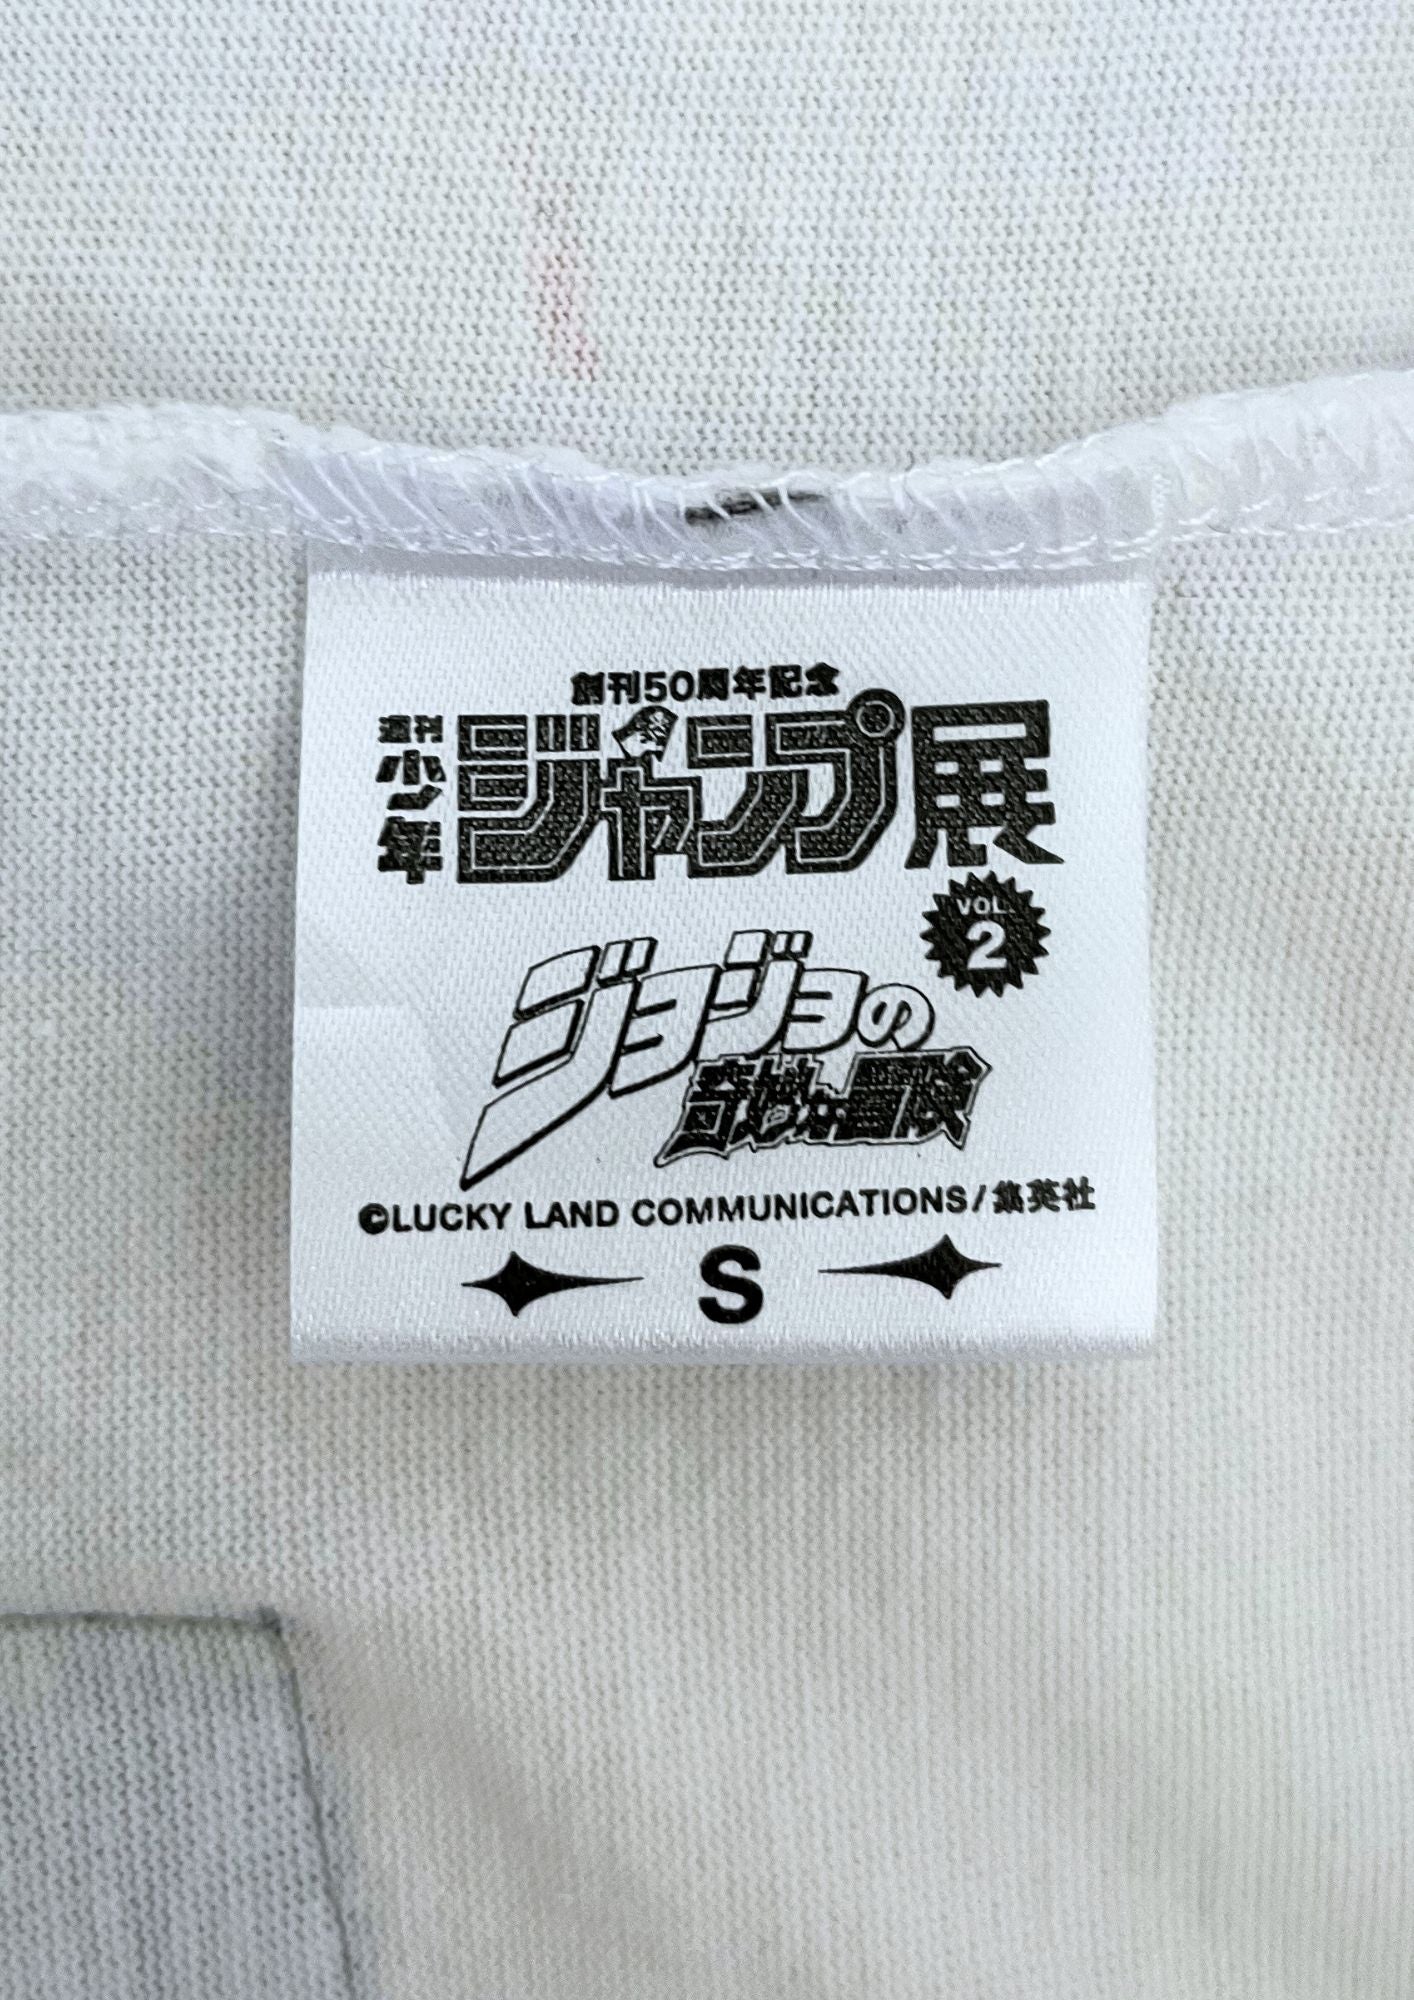 創刊50周年記念
週刊
少年
ジャンプ展
VOL.
2
ジョジョの
奇妙な冒険
©LUCKY LAND COMMUNICATIONS/集英社
S